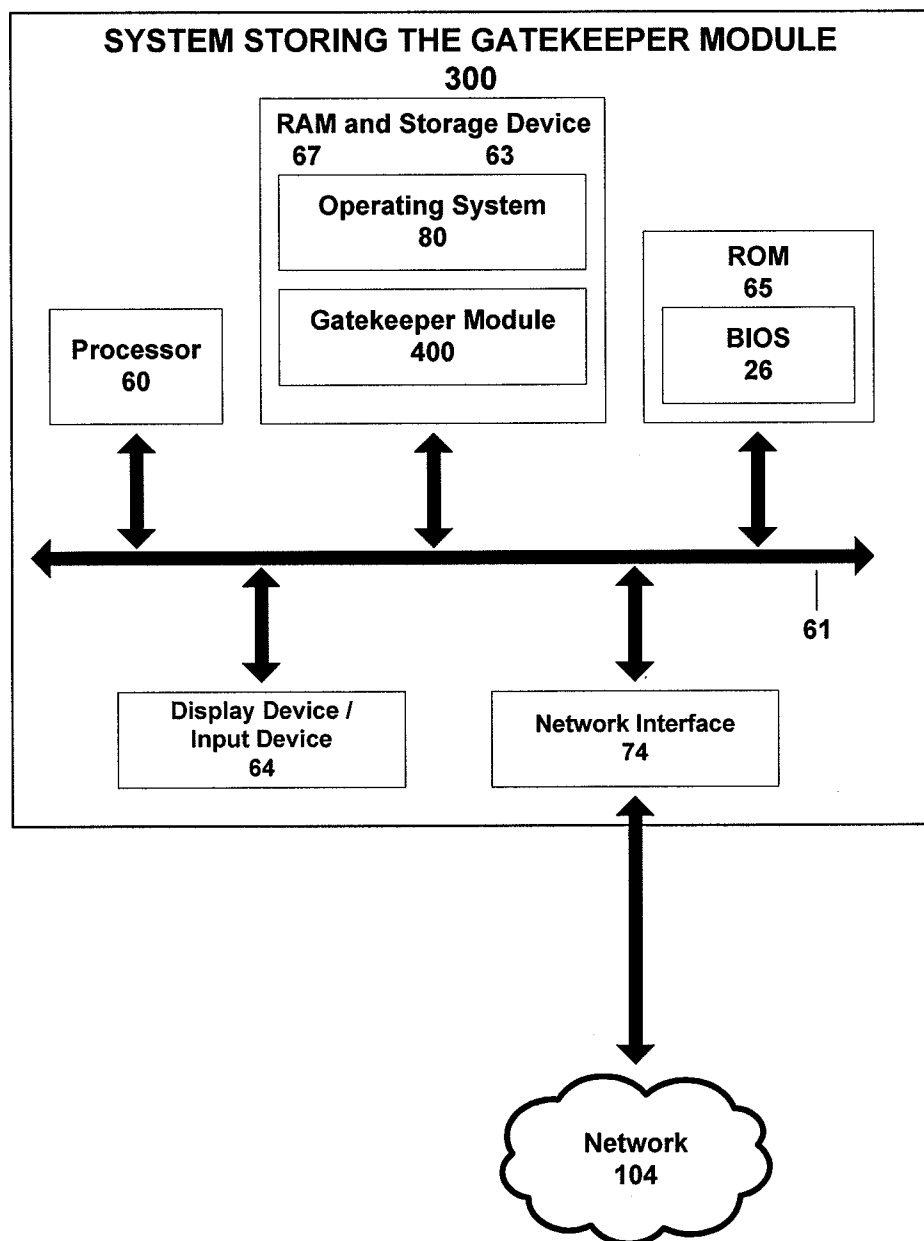 SYSTEM STORING THE GATEKEEPER MODULE
300
RAM and Storage Device
67 63
Operating System
80
Gatekeeper Module
400
ROM
65
BIOS
26
Processor
60
61
Display Device /
Input Device
64
Network Interface
74
Network
104